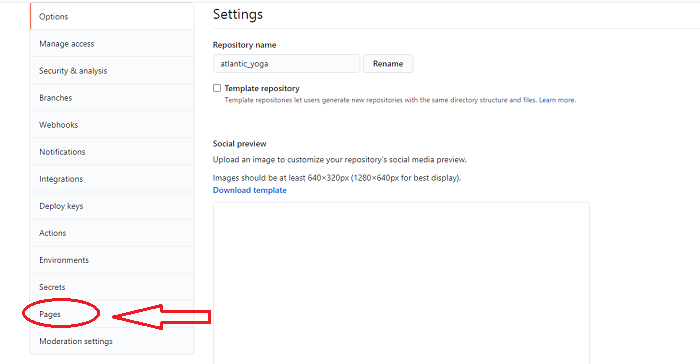 Options
Manage access
Security & analysis
Branches
Webhooks
Notifications
Integrations
Deploy keys
Actions
Environments
Secrets
Pages
Moderation settings
Settings
Repository name
atlantic_yoga
Rename
Template repository
Template repositories let users generate new repositories with the same directory structure and files. Learn more.
Social preview
Upload an image to customize your repository's social media preview.
Images should be at least 640×320px (1280×640px for best display).
Download template